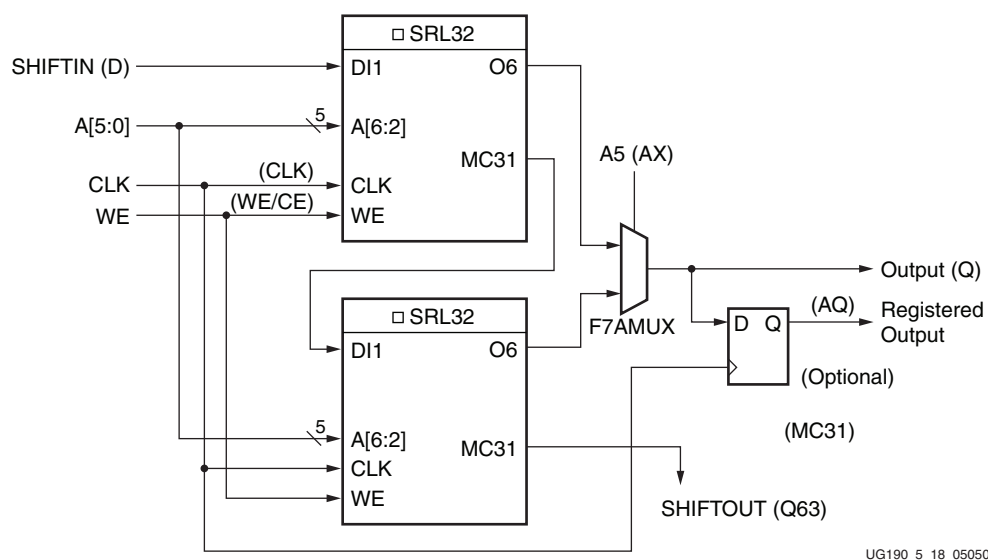 SRL32
SHIFTIN (D)
DI1
O6
A[5:0]
5
A[6:2]
A5 (AX)
MC31
CLK
(CLK)
CLK
WE
(WE/CE)
WE
Output (Q)
SRL32
F7AMUX
(AQ)
Registered
Output
DI1
O6
D
Q
(Optional)
5
A[6:2]
(MC31)
MC31
CLK
WE
SHIFTOUT (Q63)
UG190_5_18_05050